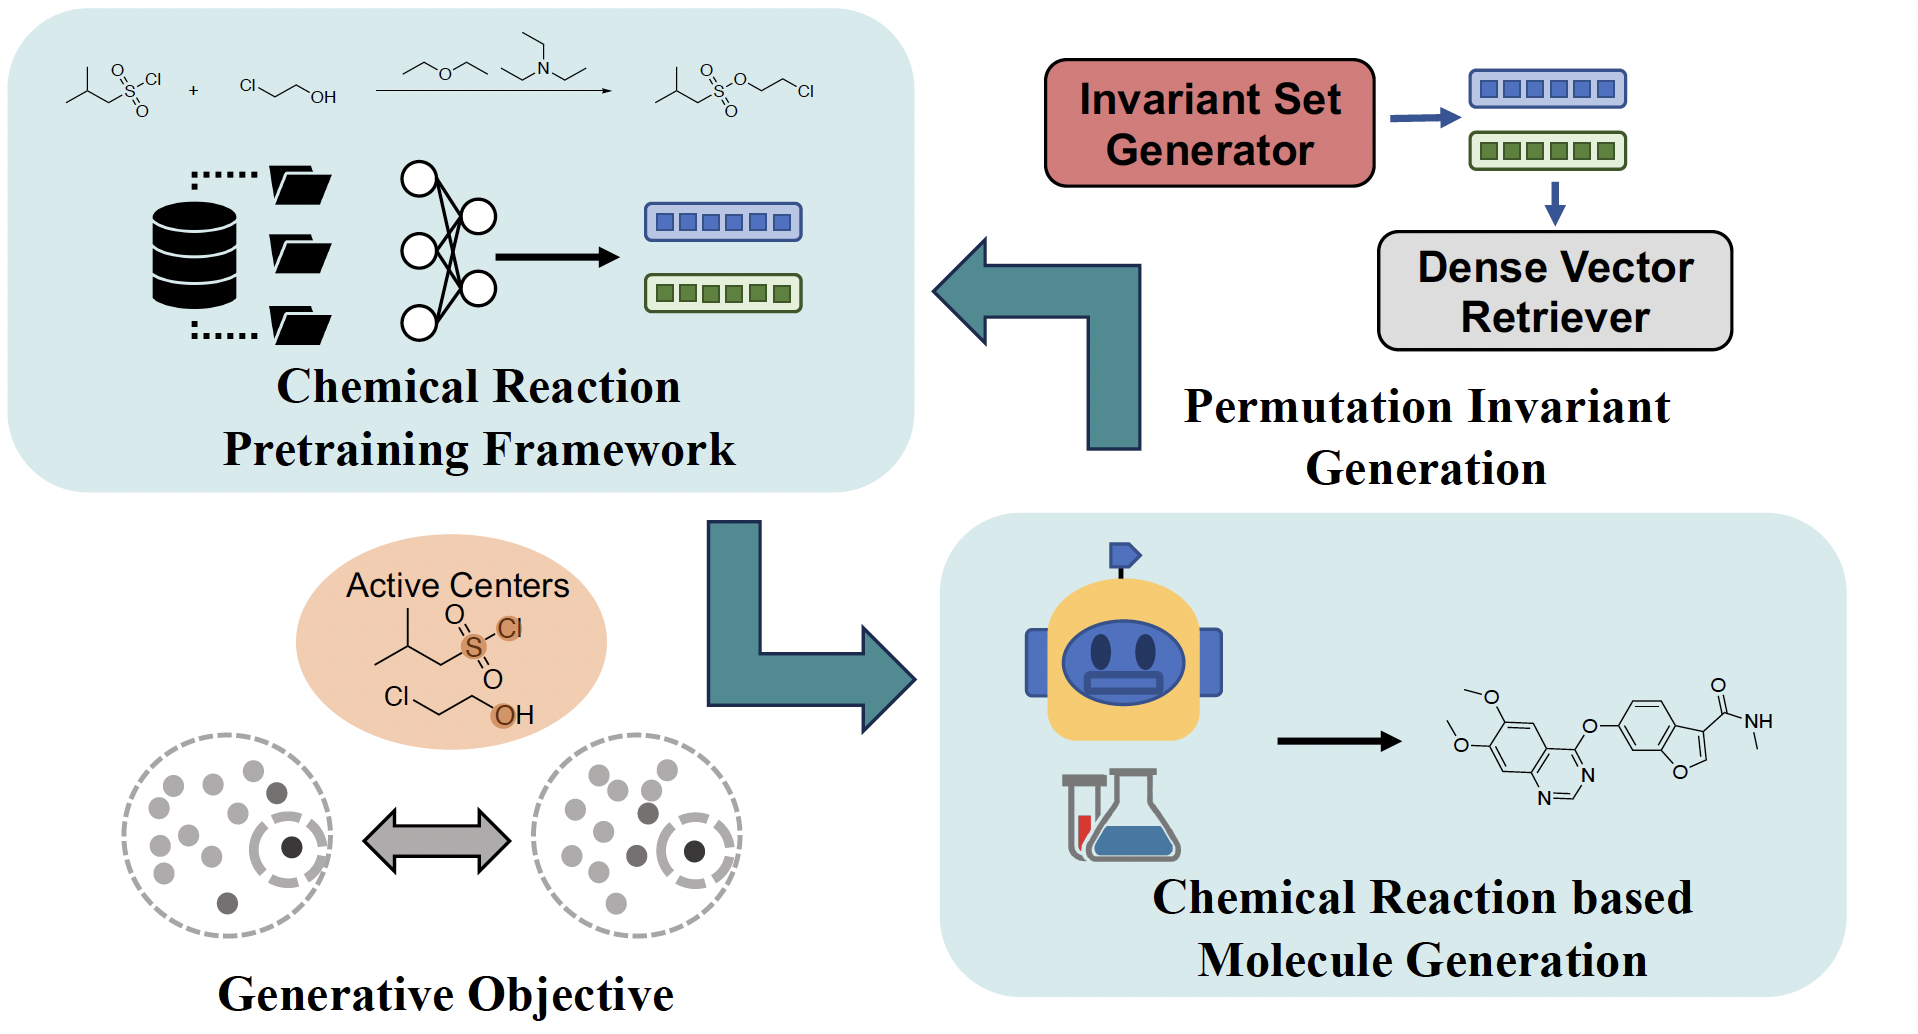 O
S
Cl
O
+
Cl
OH
O
N
O
S
O
Cl
O
Chemical Reaction
Pretraining Framework
Invariant Set
Generator
Dense Vector
Retriever
Permutation Invariant
Generation
Active Centers
O
Cl
S
O
Cl
OH
Generative Objective
O
O
O
N
N
O
O
NH
Chemical Reaction based
Molecule Generation